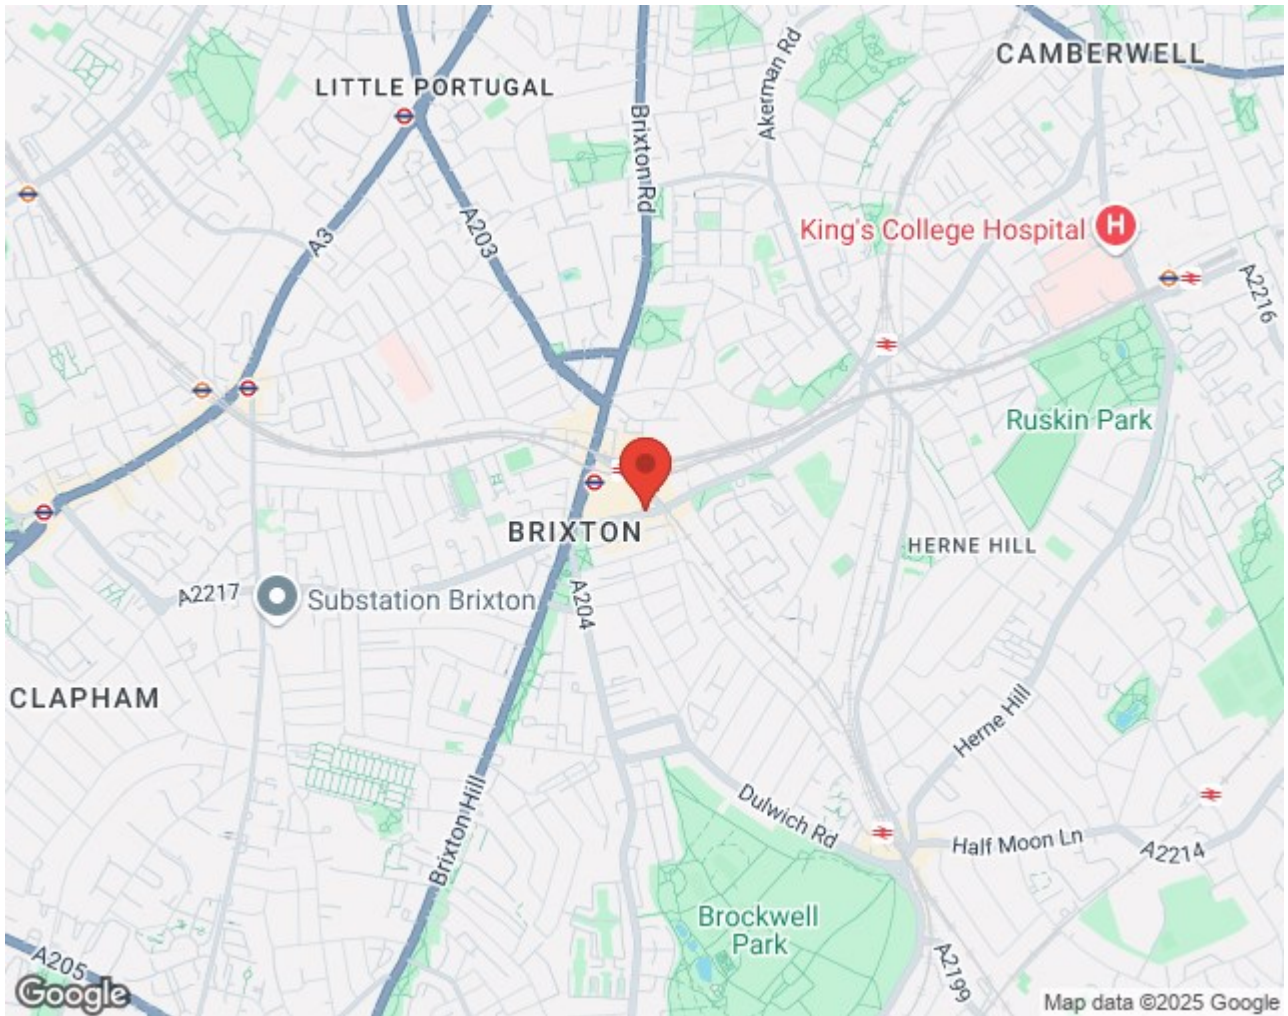 CAMBERWELL
LITTLE PORTUGAL
Akerman Rd
Brixton Rd
A3
A203
King's College Hospital
H
A2216
Ruskin Park
BRIXTON
HERNE HILL
A2217
Substation Brixton
A204
CLAPHAM
Herne Hill
Brixton Hill
Dulwich Rd
Half Moon Ln
A2214
Brockwell
Park
A205
A2199
Google
Map data ©2025 Google